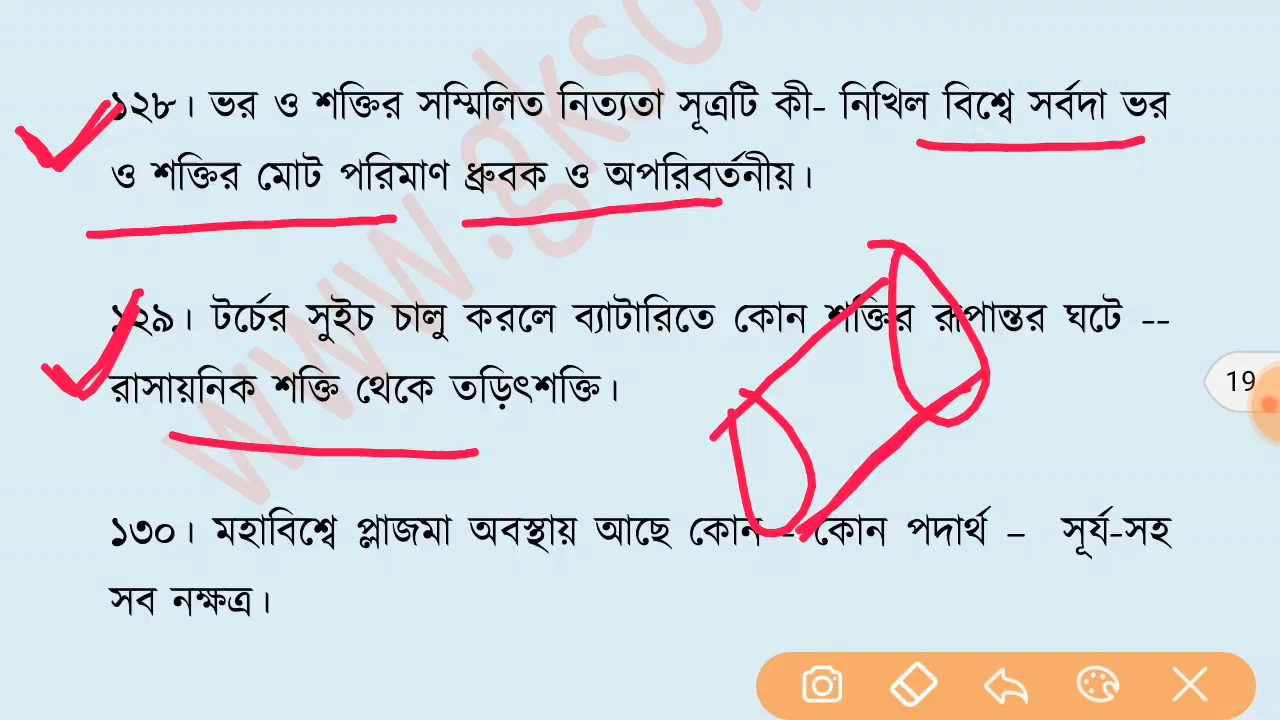 ১২৮। ভর ও শক্তির সম্মিলিত নিত্যতা সূত্রটি কী- নিখিল বিশ্বে সর্বদা ভর
ও শক্তির মোট পরিমাণ ধ্রুবক ও অপরিবর্তনীয়।
১২৯। টর্চের সুইচ চালু করলে ব্যাটারিতে কোন শক্তির রূপান্তর ঘটে --
রাসায়নিক শক্তি থেকে তড়িৎশক্তি।
19
১৩০। মহাবিশ্বে প্লাজমা অবস্থায় আছে কোন - কোন পদার্থ – সূর্য-সহ
সব নক্ষত্র।